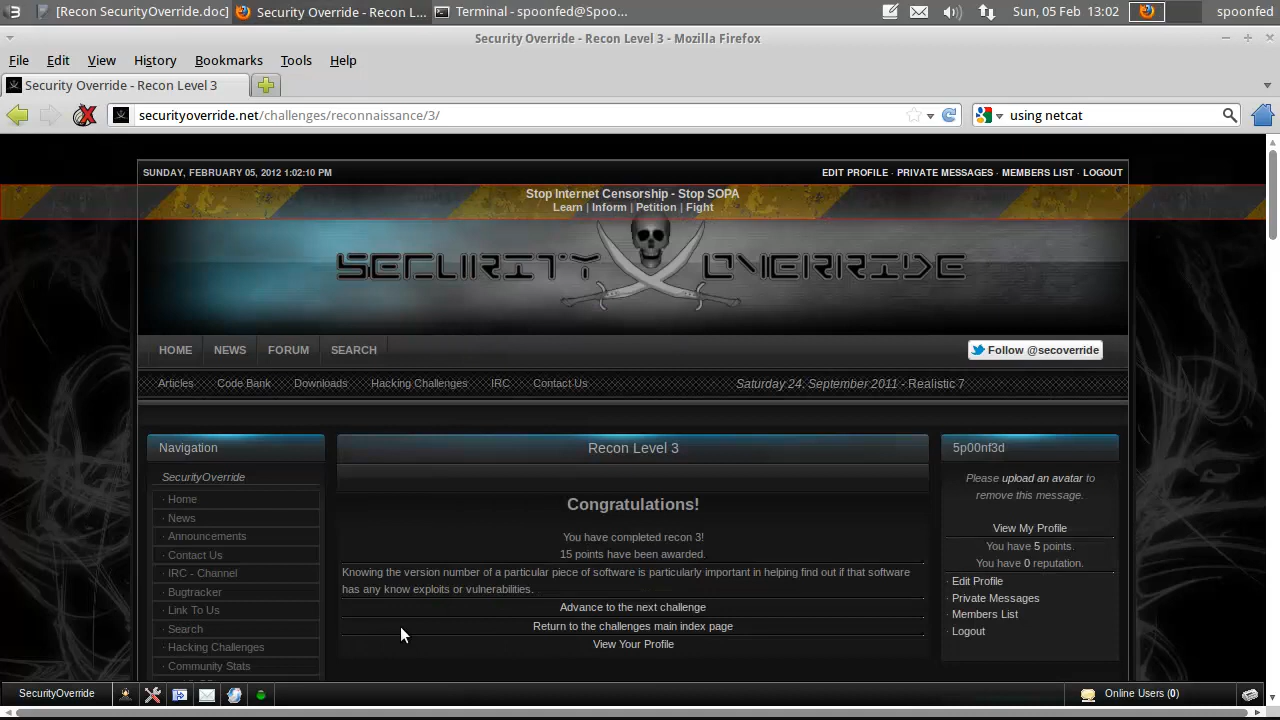 [Recon SecurityOverride.doc] Security Override - Recon L... Terminal - spoonfed@Spoo... Sun, 05 Feb 13:02 spoonfed
Security Override - Recon Level 3 - Mozilla Firefox
File Edit View History Bookmarks Tools Help
Security Override - Recon Level 3
securityoverride.net/challenges/reconnaissance/3/ using netcat
SUNDAY, FEBRUARY 05, 2012 1:02:10 PM EDIT PROFILE · PRIVATE MESSAGES · MEMBERS LIST · LOGOUT
Stop Internet Censorship - Stop SOPA
Learn | Inform | Petition | Fight
SECURITY OVERRIDE
HOME NEWS FORUM SEARCH Follow @secoverride
Articles Code Bank Downloads Hacking Challenges IRC Contact Us Saturday 24. September 2011 - Realistic 7
Navigation
SecurityOverride
· Home
· News
· Announcements
· Contact Us
· IRC - Channel
· Bugtracker
· Link To Us
· Search
· Hacking Challenges
· Community Stats
Recon Level 3
Congratulations!
You have completed recon 3!
15 points have been awarded.
Knowing the version number of a particular piece of software is particularly important in helping find out if that software
has any know exploits or vulnerabilities.
Advance to the next challenge
Return to the challenges main index page
View Your Profile
5p00nf3d
Please upload an avatar to
remove this message.
View My Profile
You have 5 points.
You have 0 reputation.
· Edit Profile
· Private Messages
· Members List
· Logout
SecurityOverride Online Users (0)